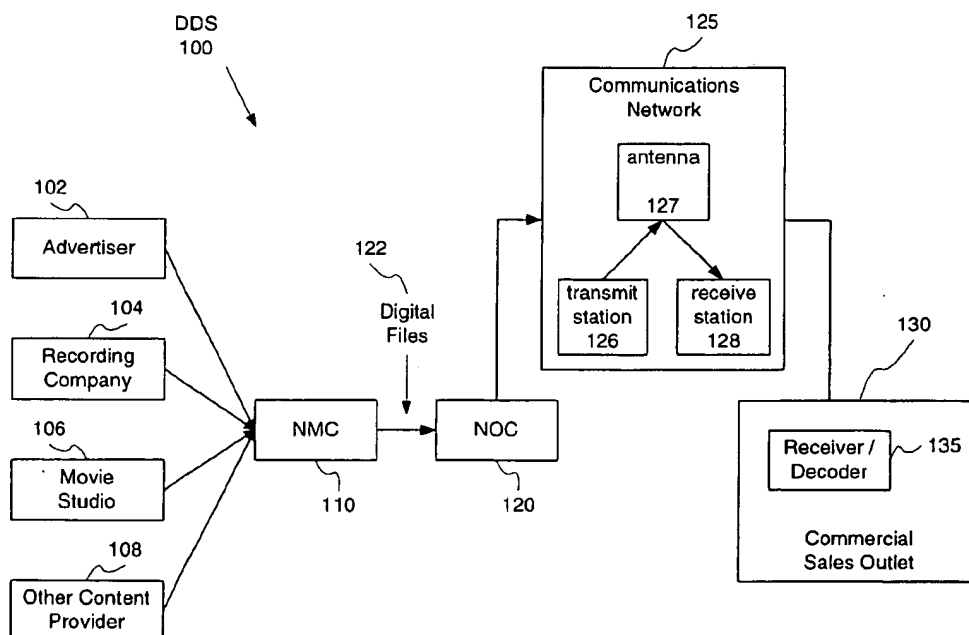 DDS
100
125
Communications
Network
antenna
127
transmit
station
126
receive
station
128
102
Advertiser
104
Recording
Company
106
Movie
Studio
108
Other Content
Provider
122
Digital
Files
NMC
110
NOC
120
130
Receiver /
Decoder
135
Commercial
Sales Outlet